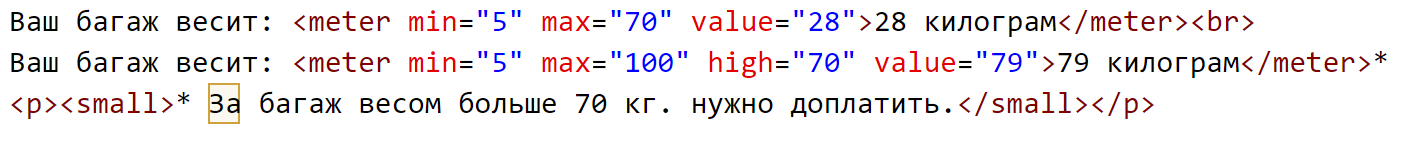 Ваш багаж весит: <meter min="5" max="70" value="28">28 килограм</meter><br>
Ваш багаж весит: <meter min="5" max="100" high="70" value="79">79 килограм</meter>*
<p><small>* За багаж весом больше 70 кг. нужно доплатить.</small></p>